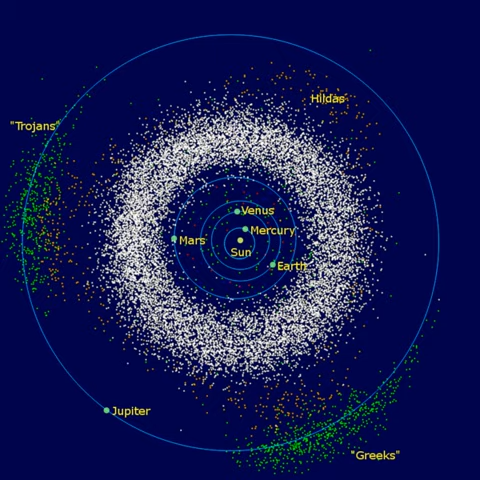 Hildas
"Trojans"
Venus
Mercury
Mars
Sun
Earth
Jupiter
"Greeks"